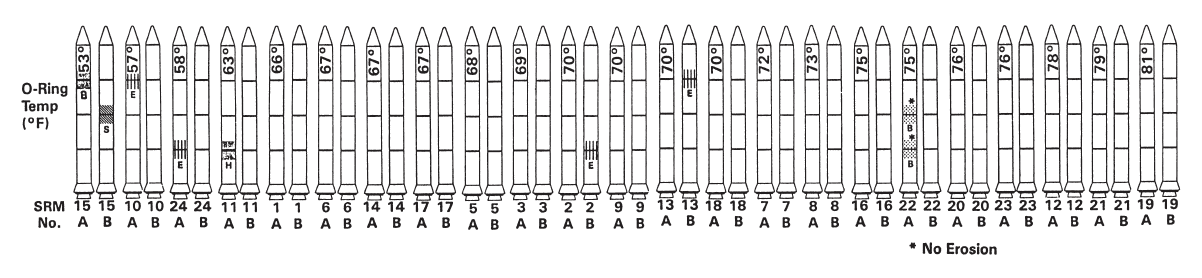 53° 57° 58° 63° 66° 67° 67° 67° 68° 69° 70° 70° 70° 70° 72° 73° 75° 75° 76° 76° 78° 79° 81°
O-Ring
Temp
(°F)
B E E
S * B
E H E * B
SRM 15 15 10 10 24 24 11 11 1 1 6 6 14 14 17 17 5 5 3 3 2 2 9 9 13 13 18 18 7 7 8 8 16 16 22 22 20 20 23 23 12 12 21 21 19 19
No. A B A B A B A B A B A B A B A B A B A B A B A B A B A B A B A B A B A B A B A B A B A B A B
* No Erosion